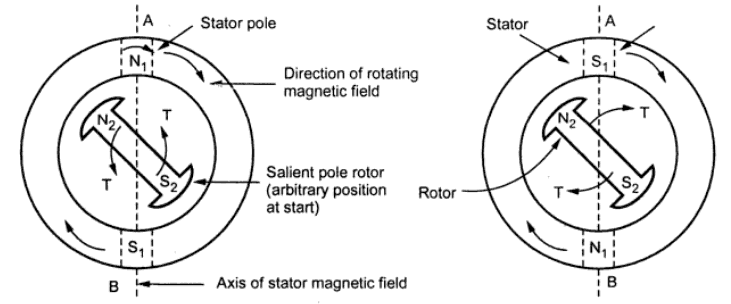 A
Stator pole
N1
Direction of rotating
magnetic field
N2
T
T
S2
Salient pole rotor
(arbitrary position
at start)
S1
B
Axis of stator magnetic field
A
Stator
S1
N2
T
T
S2
Rotor
N1
B